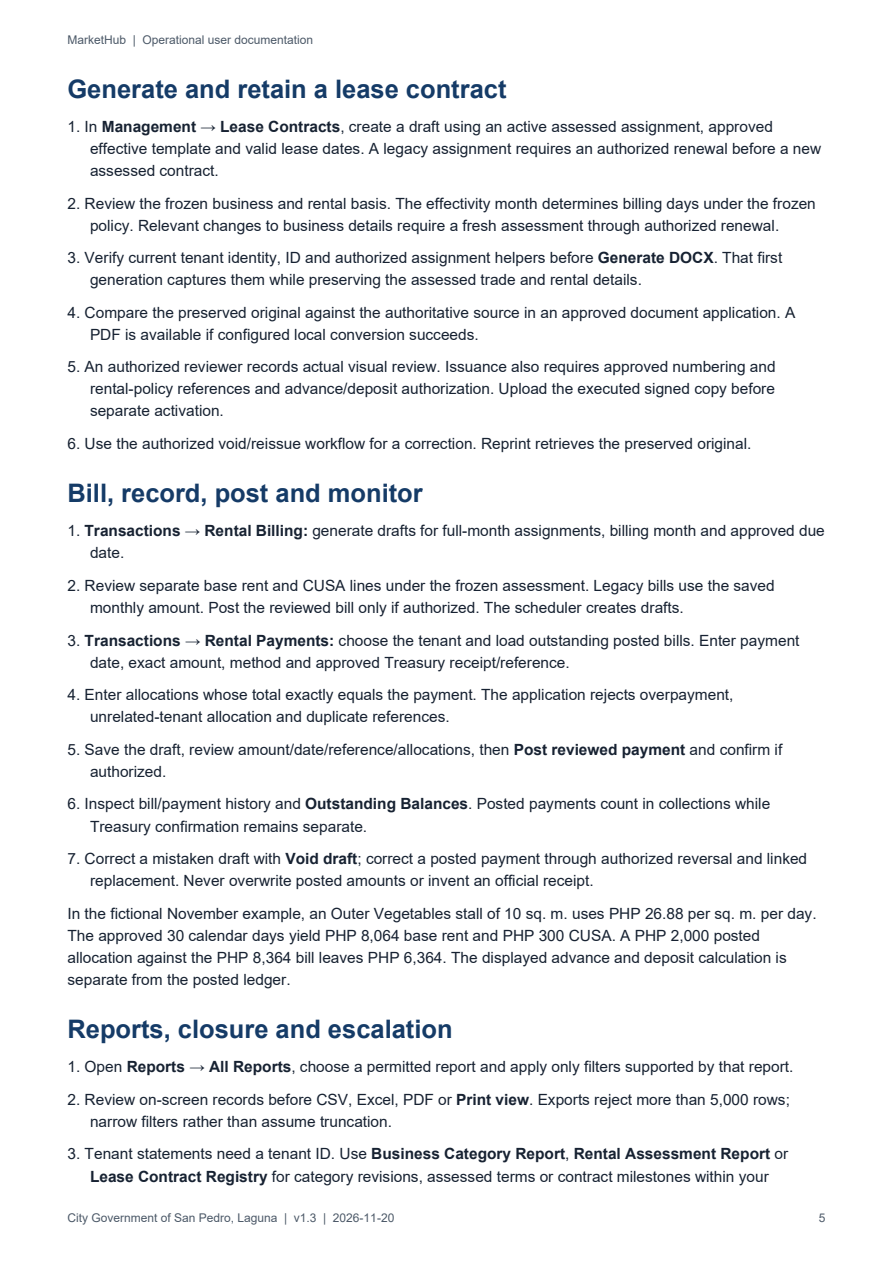 MarketHub | Operational user documentation
Generate and retain a lease contract
1. In Management → Lease Contracts, create a draft using an active assessed assignment, approved
effective template and valid lease dates. A legacy assignment requires an authorized renewal before a new
assessed contract.
2. Review the frozen business and rental basis. The effectivity month determines billing days under the frozen
policy. Relevant changes to business details require a fresh assessment through authorized renewal.
3. Verify current tenant identity, ID and authorized assignment helpers before Generate DOCX. That first
generation captures them while preserving the assessed trade and rental details.
4. Compare the preserved original against the authoritative source in an approved document application. A
PDF is available if configured local conversion succeeds.
5. An authorized reviewer records actual visual review. Issuance also requires approved numbering and
rental-policy references and advance/deposit authorization. Upload the executed signed copy before
separate activation.
6. Use the authorized void/reissue workflow for a correction. Reprint retrieves the preserved original.
Bill, record, post and monitor
1. Transactions → Rental Billing: generate drafts for full-month assignments, billing month and approved due
date.
2. Review separate base rent and CUSA lines under the frozen assessment. Legacy bills use the saved
monthly amount. Post the reviewed bill only if authorized. The scheduler creates drafts.
3. Transactions → Rental Payments: choose the tenant and load outstanding posted bills. Enter payment
date, exact amount, method and approved Treasury receipt/reference.
4. Enter allocations whose total exactly equals the payment. The application rejects overpayment,
unrelated-tenant allocation and duplicate references.
5. Save the draft, review amount/date/reference/allocations, then Post reviewed payment and confirm if
authorized.
6. Inspect bill/payment history and Outstanding Balances. Posted payments count in collections while
Treasury confirmation remains separate.
7. Correct a mistaken draft with Void draft; correct a posted payment through authorized reversal and linked
replacement. Never overwrite posted amounts or invent an official receipt.
In the fictional November example, an Outer Vegetables stall of 10 sq. m. uses PHP 26.88 per sq. m. per day.
The approved 30 calendar days yield PHP 8,064 base rent and PHP 300 CUSA. A PHP 2,000 posted
allocation against the PHP 8,364 bill leaves PHP 6,364. The displayed advance and deposit calculation is
separate from the posted ledger.
Reports, closure and escalation
1. Open Reports → All Reports, choose a permitted report and apply only filters supported by that report.
2. Review on-screen records before CSV, Excel, PDF or Print view. Exports reject more than 5,000 rows;
narrow filters rather than assume truncation.
3. Tenant statements need a tenant ID. Use Business Category Report, Rental Assessment Report or
Lease Contract Registry for category revisions, assessed terms or contract milestones within your
City Government of San Pedro, Laguna | v1.3 | 2026-11-20
5